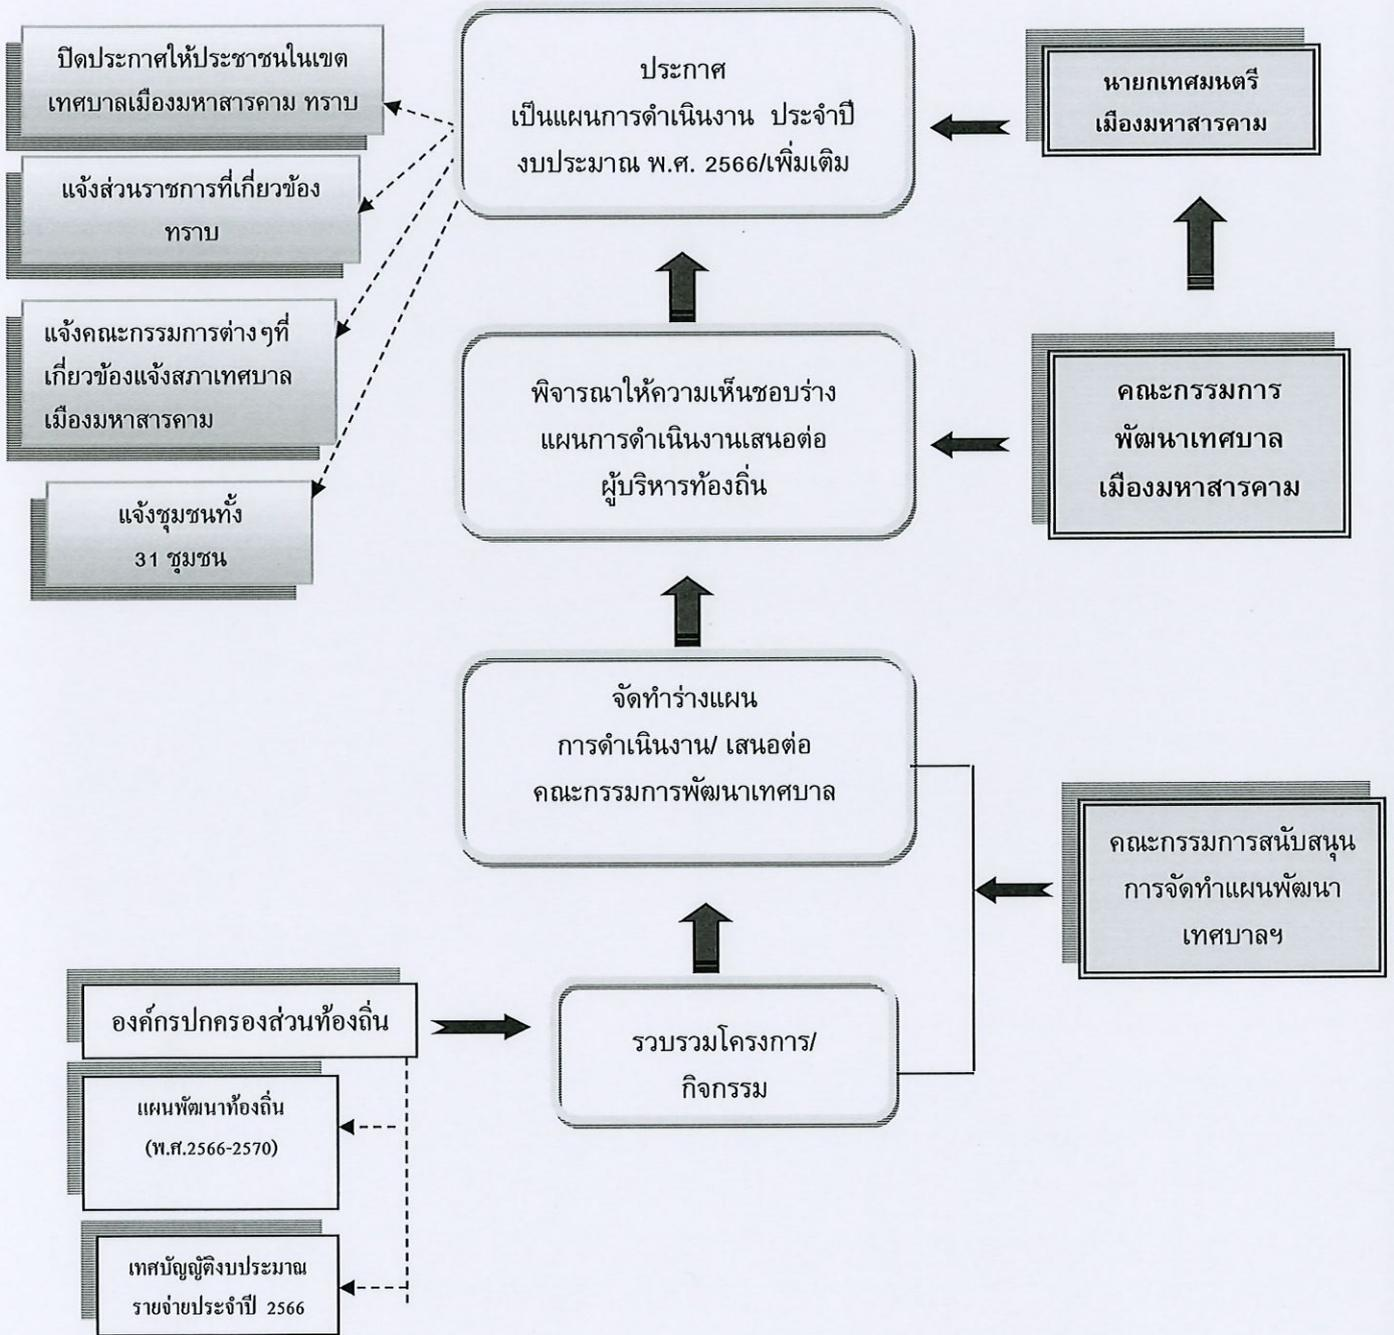 ปิดประกาศให้ประชาชนในเขต
เทศบาลเมืองมหาสารคาม ทราบ
แจ้งส่วนราชการที่เกี่ยวข้อง
ทราบ
แจ้งคณะกรรมการต่างๆที่
เกี่ยวข้องแจ้งสภาเทศบาล
เมืองมหาสารคาม
แจ้งชุมชนทั้ง
31 ชุมชน
ประกาศ
เป็นแผนการดำเนินงาน ประจำปี
งบประมาณ พ.ศ. 2566/เพิ่มเติม
นายกเทศมนตรี
เมืองมหาสารคาม
พิจารณาให้ความเห็นชอบร่าง
แผนการดำเนินงานเสนอต่อ
ผู้บริหารท้องถิ่น
คณะกรรมการ
พัฒนาเทศบาล
เมืองมหาสารคาม
จัดทำร่างแผน
การดำเนินงาน/ เสนอต่อ
คณะกรรมการพัฒนาเทศบาล
คณะกรรมการสนับสนุน
การจัดทำแผนพัฒนา
เทศบาลฯ
องค์กรปกครองส่วนท้องถิ่น
รวบรวมโครงการ/
กิจกรรม
แผนพัฒนาท้องถิ่น
(พ.ศ.2566-2570)
เทศบัญญัติงบประมาณ
รายจ่ายประจำปี 2566